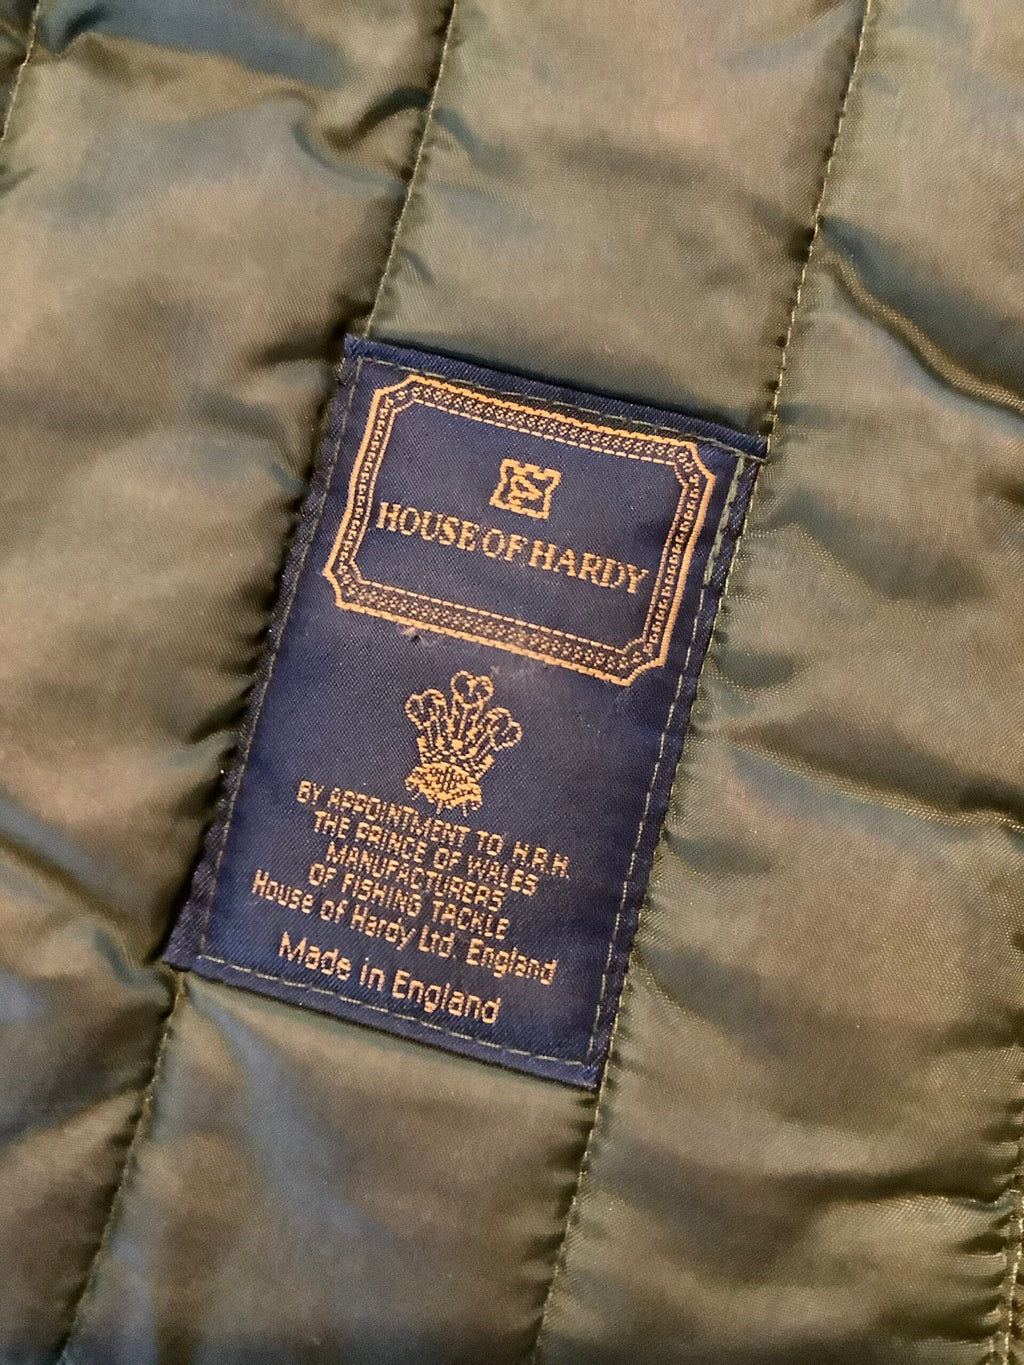 HOUSE OF HARDY
BY APPOINTMENT TO H.R.H.
THE PRINCE OF WALES
MANUFACTURERS
OF FISHING TACKLE
House of Hardy Ltd. England
Made in England